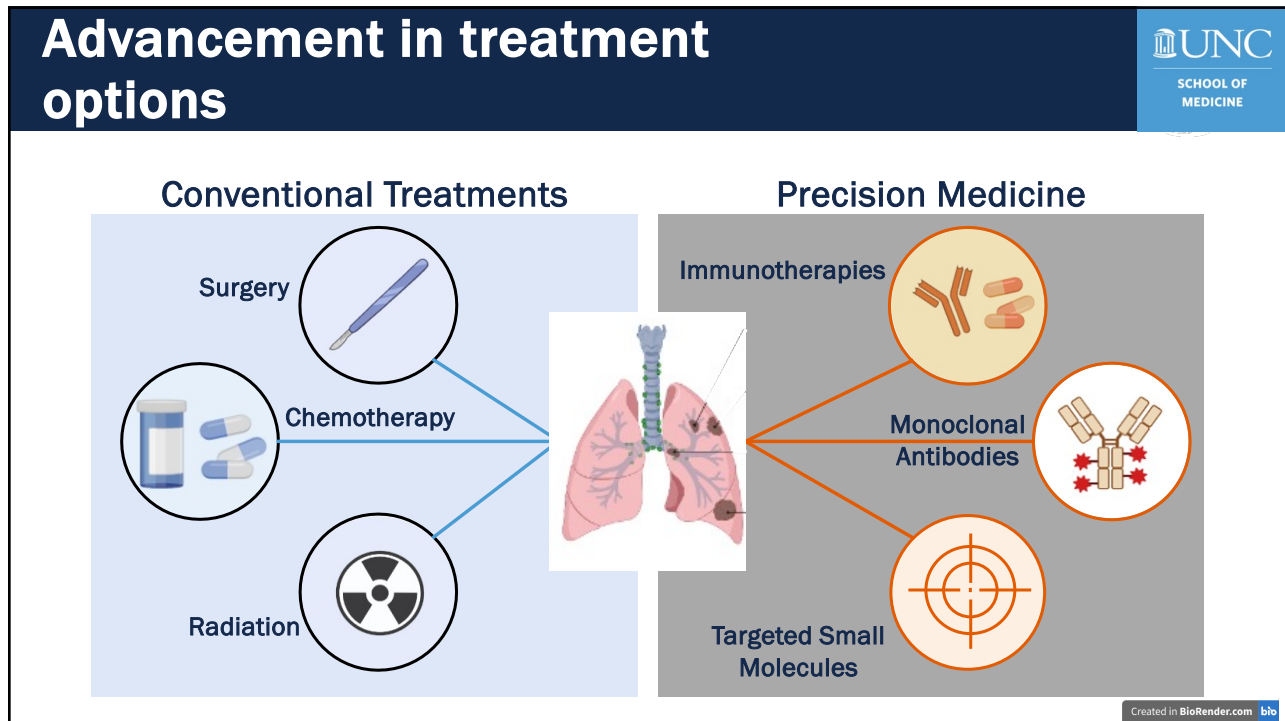 Advancement in treatment
options
UNC
SCHOOL OF
MEDICINE
Conventional Treatments
Surgery
Chemotherapy
Radiation
Precision Medicine
Immunotherapies
Monoclonal
Antibodies
Targeted Small
Molecules
Created in BioRender.com bio